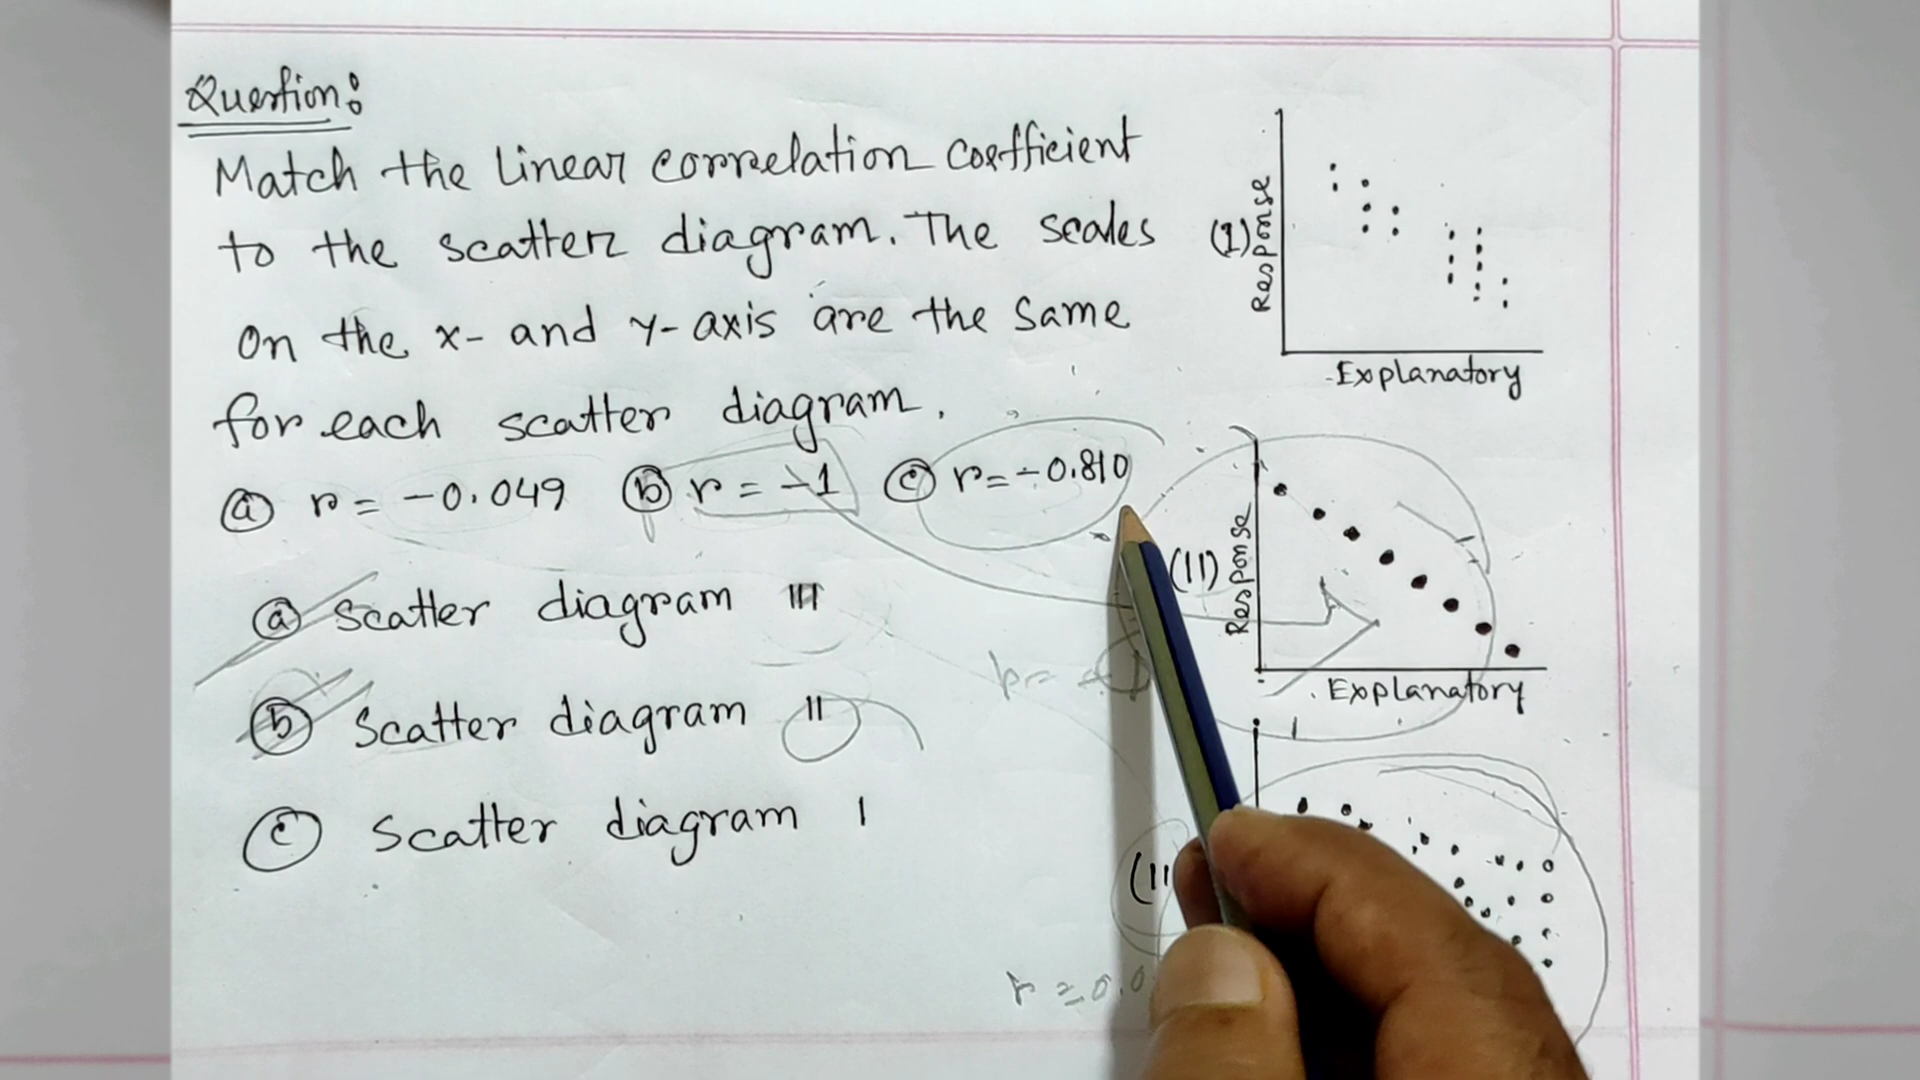 Question:
Match the linear correlation coefficient
to the scatter diagram. The scales
on the x- and y-axis are the same
for each scatter diagram.
(a) r = -0.049 (b) r = -1 (c) r = -0.810
(a) Scatter diagram III
(b) Scatter diagram II
(c) Scatter diagram I
(I)
Response
Explanatory
(II)
Response
Explanatory